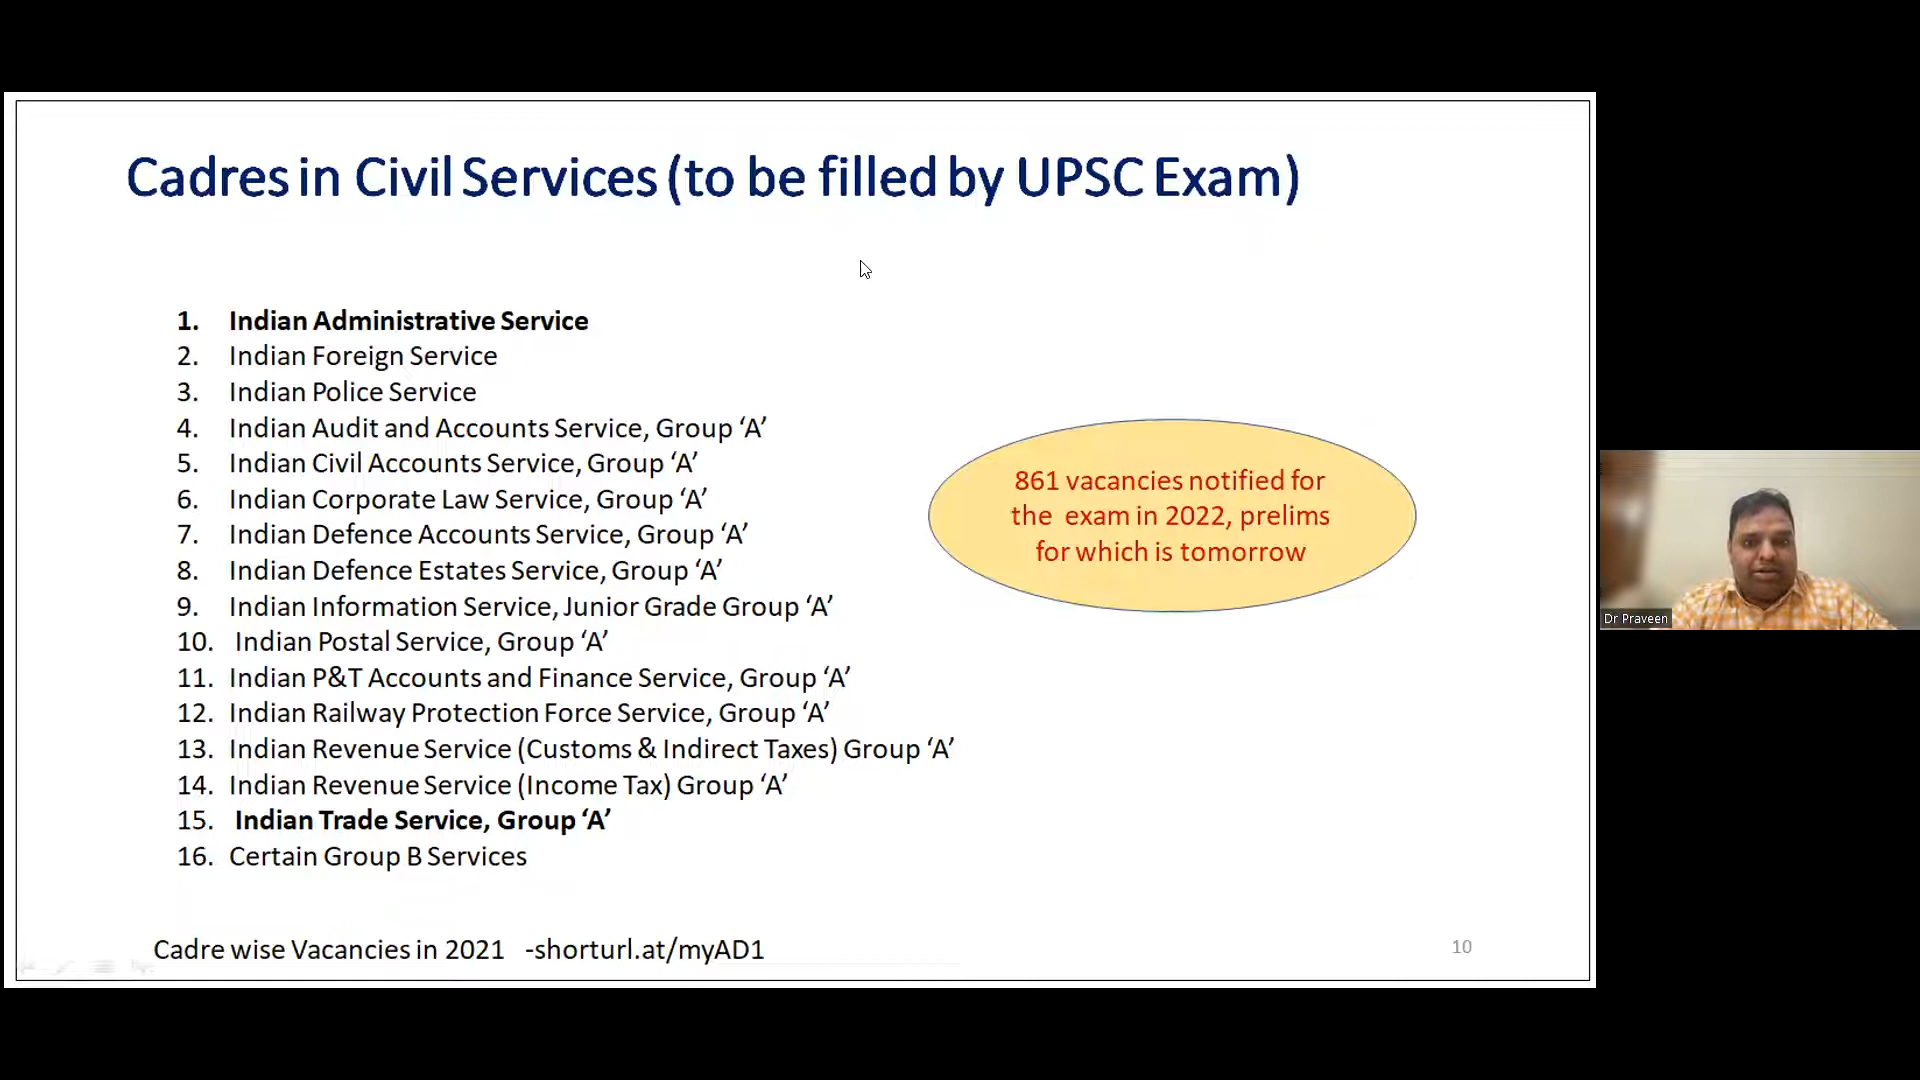 Cadres in Civil Services (to be filled by UPSC Exam)
1. Indian Administrative Service
2. Indian Foreign Service
3. Indian Police Service
4. Indian Audit and Accounts Service, Group ‘A’
5. Indian Civil Accounts Service, Group ‘A’
6. Indian Corporate Law Service, Group ‘A’
7. Indian Defence Accounts Service, Group ‘A’
8. Indian Defence Estates Service, Group ‘A’
9. Indian Information Service, Junior Grade Group ‘A’
10. Indian Postal Service, Group ‘A’
11. Indian P&T Accounts and Finance Service, Group ‘A’
12. Indian Railway Protection Force Service, Group ‘A’
13. Indian Revenue Service (Customs & Indirect Taxes) Group ‘A’
14. Indian Revenue Service (Income Tax) Group ‘A’
15. Indian Trade Service, Group ‘A’
16. Certain Group B Services
861 vacancies notified for
the exam in 2022, prelims
for which is tomorrow
Cadre wise Vacancies in 2021 -shorturl.at/myAD1
10
Dr Praveen